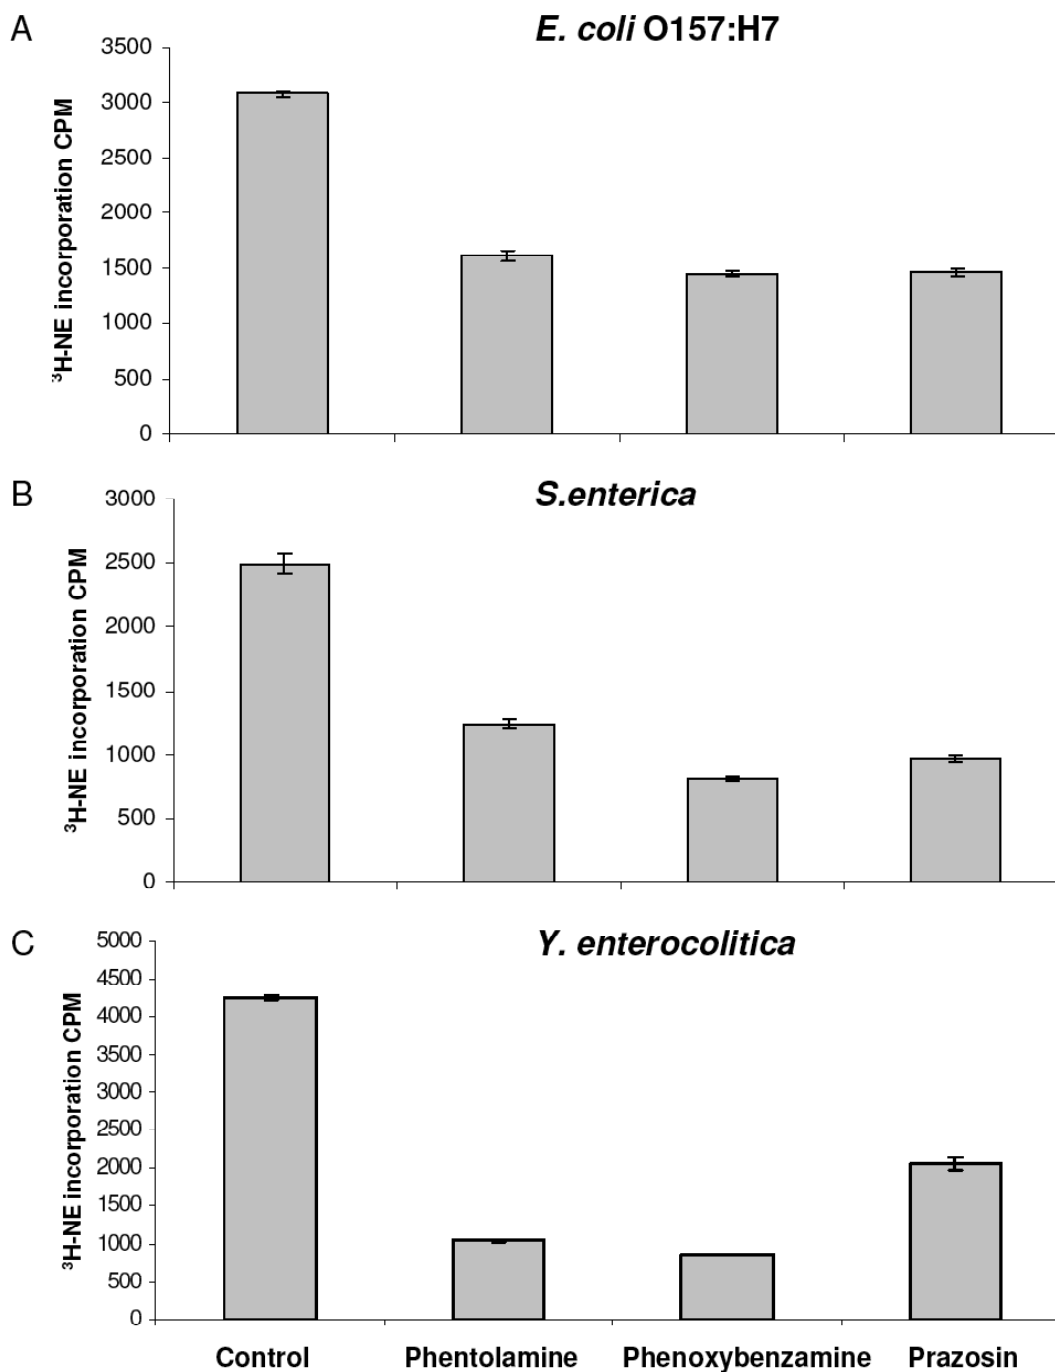 A
E. coli O157:H7
³H-NE incorporation CPM
3500
3000
2500
2000
1500
1000
500
0
B
S.enterica
³H-NE incorporation CPM
3000
2500
2000
1500
1000
500
0
C
Y. enterocolitica
³H-NE incorporation CPM
5000
4500
4000
3500
3000
2500
2000
1500
1000
500
0
Control Phentolamine Phenoxybenzamine Prazosin